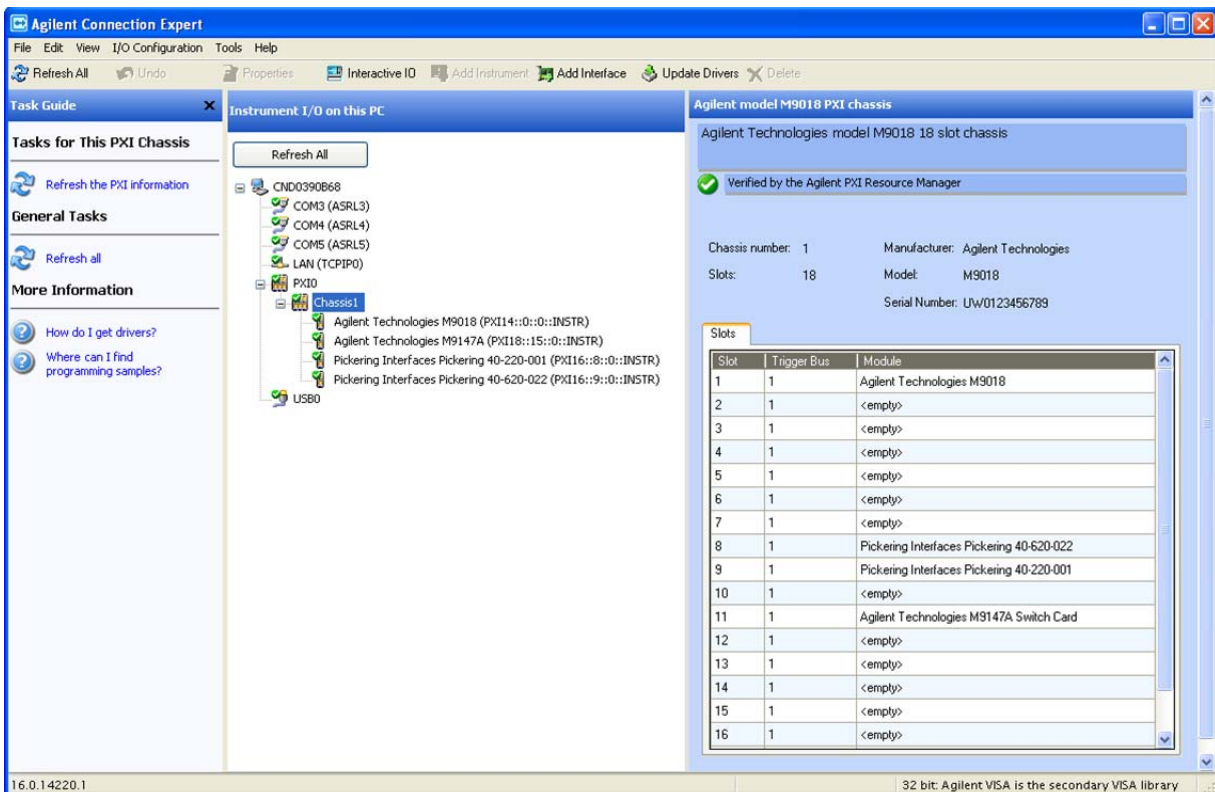 Agilent Connection Expert
File Edit View I/O Configuration Tools Help
Refresh All Undo Properties Interactive IO Add Instrument Add Interface Update Drivers Delete
Task Guide
Tasks for This PXI Chassis
Refresh the PXI information
General Tasks
Refresh all
More Information
How do I get drivers?
Where can I find
programming samples?
Instrument I/O on this PC
Refresh All
CND0390B68
COM3 (ASRL3)
COM4 (ASRL4)
COM5 (ASRL5)
LAN (TCPIP0)
PXI0
Chassis1
Agilent Technologies M9018 (PXI14::0::0::INSTR)
Agilent Technologies M9147A (PXI18::15::0::INSTR)
Pickering Interfaces Pickering 40-220-001 (PXI16::8::0::INSTR)
Pickering Interfaces Pickering 40-620-022 (PXI16::9::0::INSTR)
USB0
Agilent model M9018 PXI chassis
Agilent Technologies model M9018 18 slot chassis
Verified by the Agilent PXI Resource Manager
Chassis number: 1 Manufacturer: Agilent Technologies
Slots: 18 Model: M9018
Serial Number: UW0123456789
Slots
Slot Trigger Bus Module
1 1 Agilent Technologies M9018
2 1 <empty>
3 1 <empty>
4 1 <empty>
5 1 <empty>
6 1 <empty>
7 1 <empty>
8 1 Pickering Interfaces Pickering 40-620-022
9 1 Pickering Interfaces Pickering 40-220-001
10 1 <empty>
11 1 Agilent Technologies M9147A Switch Card
12 1 <empty>
13 1 <empty>
14 1 <empty>
15 1 <empty>
16 1 <empty>
16.0.14220.1 32 bit: Agilent VISA is the secondary VISA library